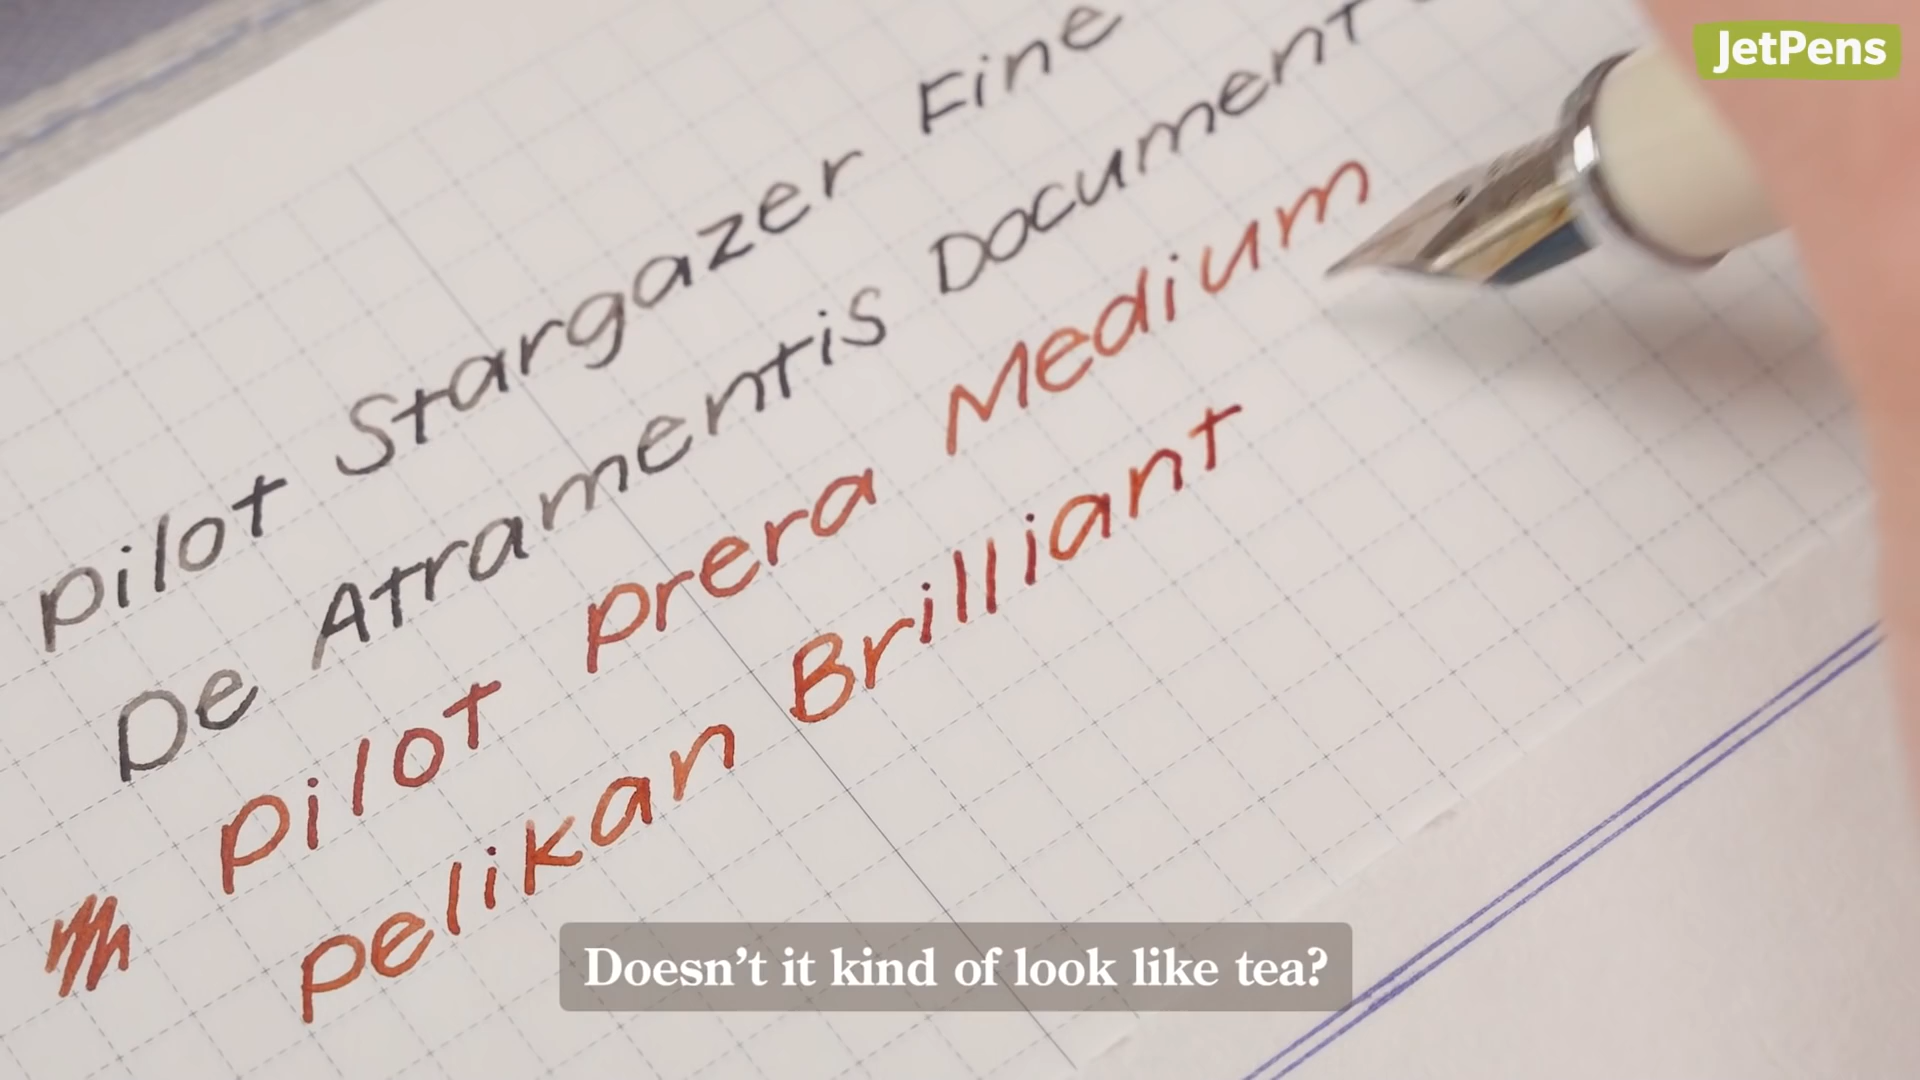 JetPens
Pilot Stargazer Fine
De Atramentis Document
Pilot Prera Medium
Pelikan Brilliant
Doesn't it kind of look like tea?